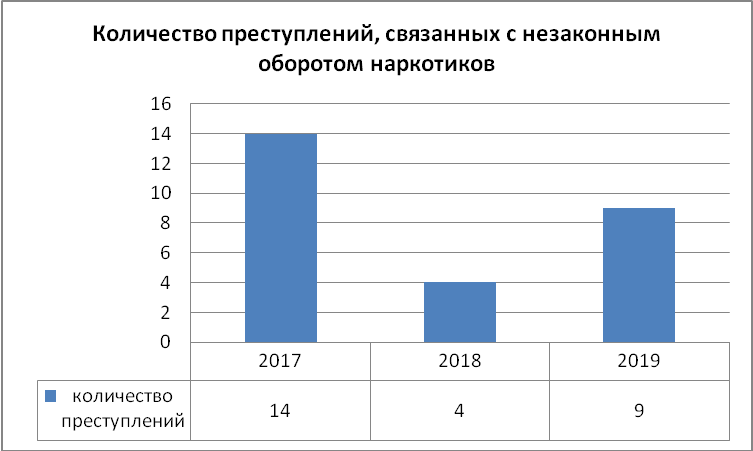 Количество преступлений, связанных с незаконным
оборотом наркотиков
16
14
12
10
8
6
4
2
0
2017 2018 2019
количество
преступлений 14 4 9